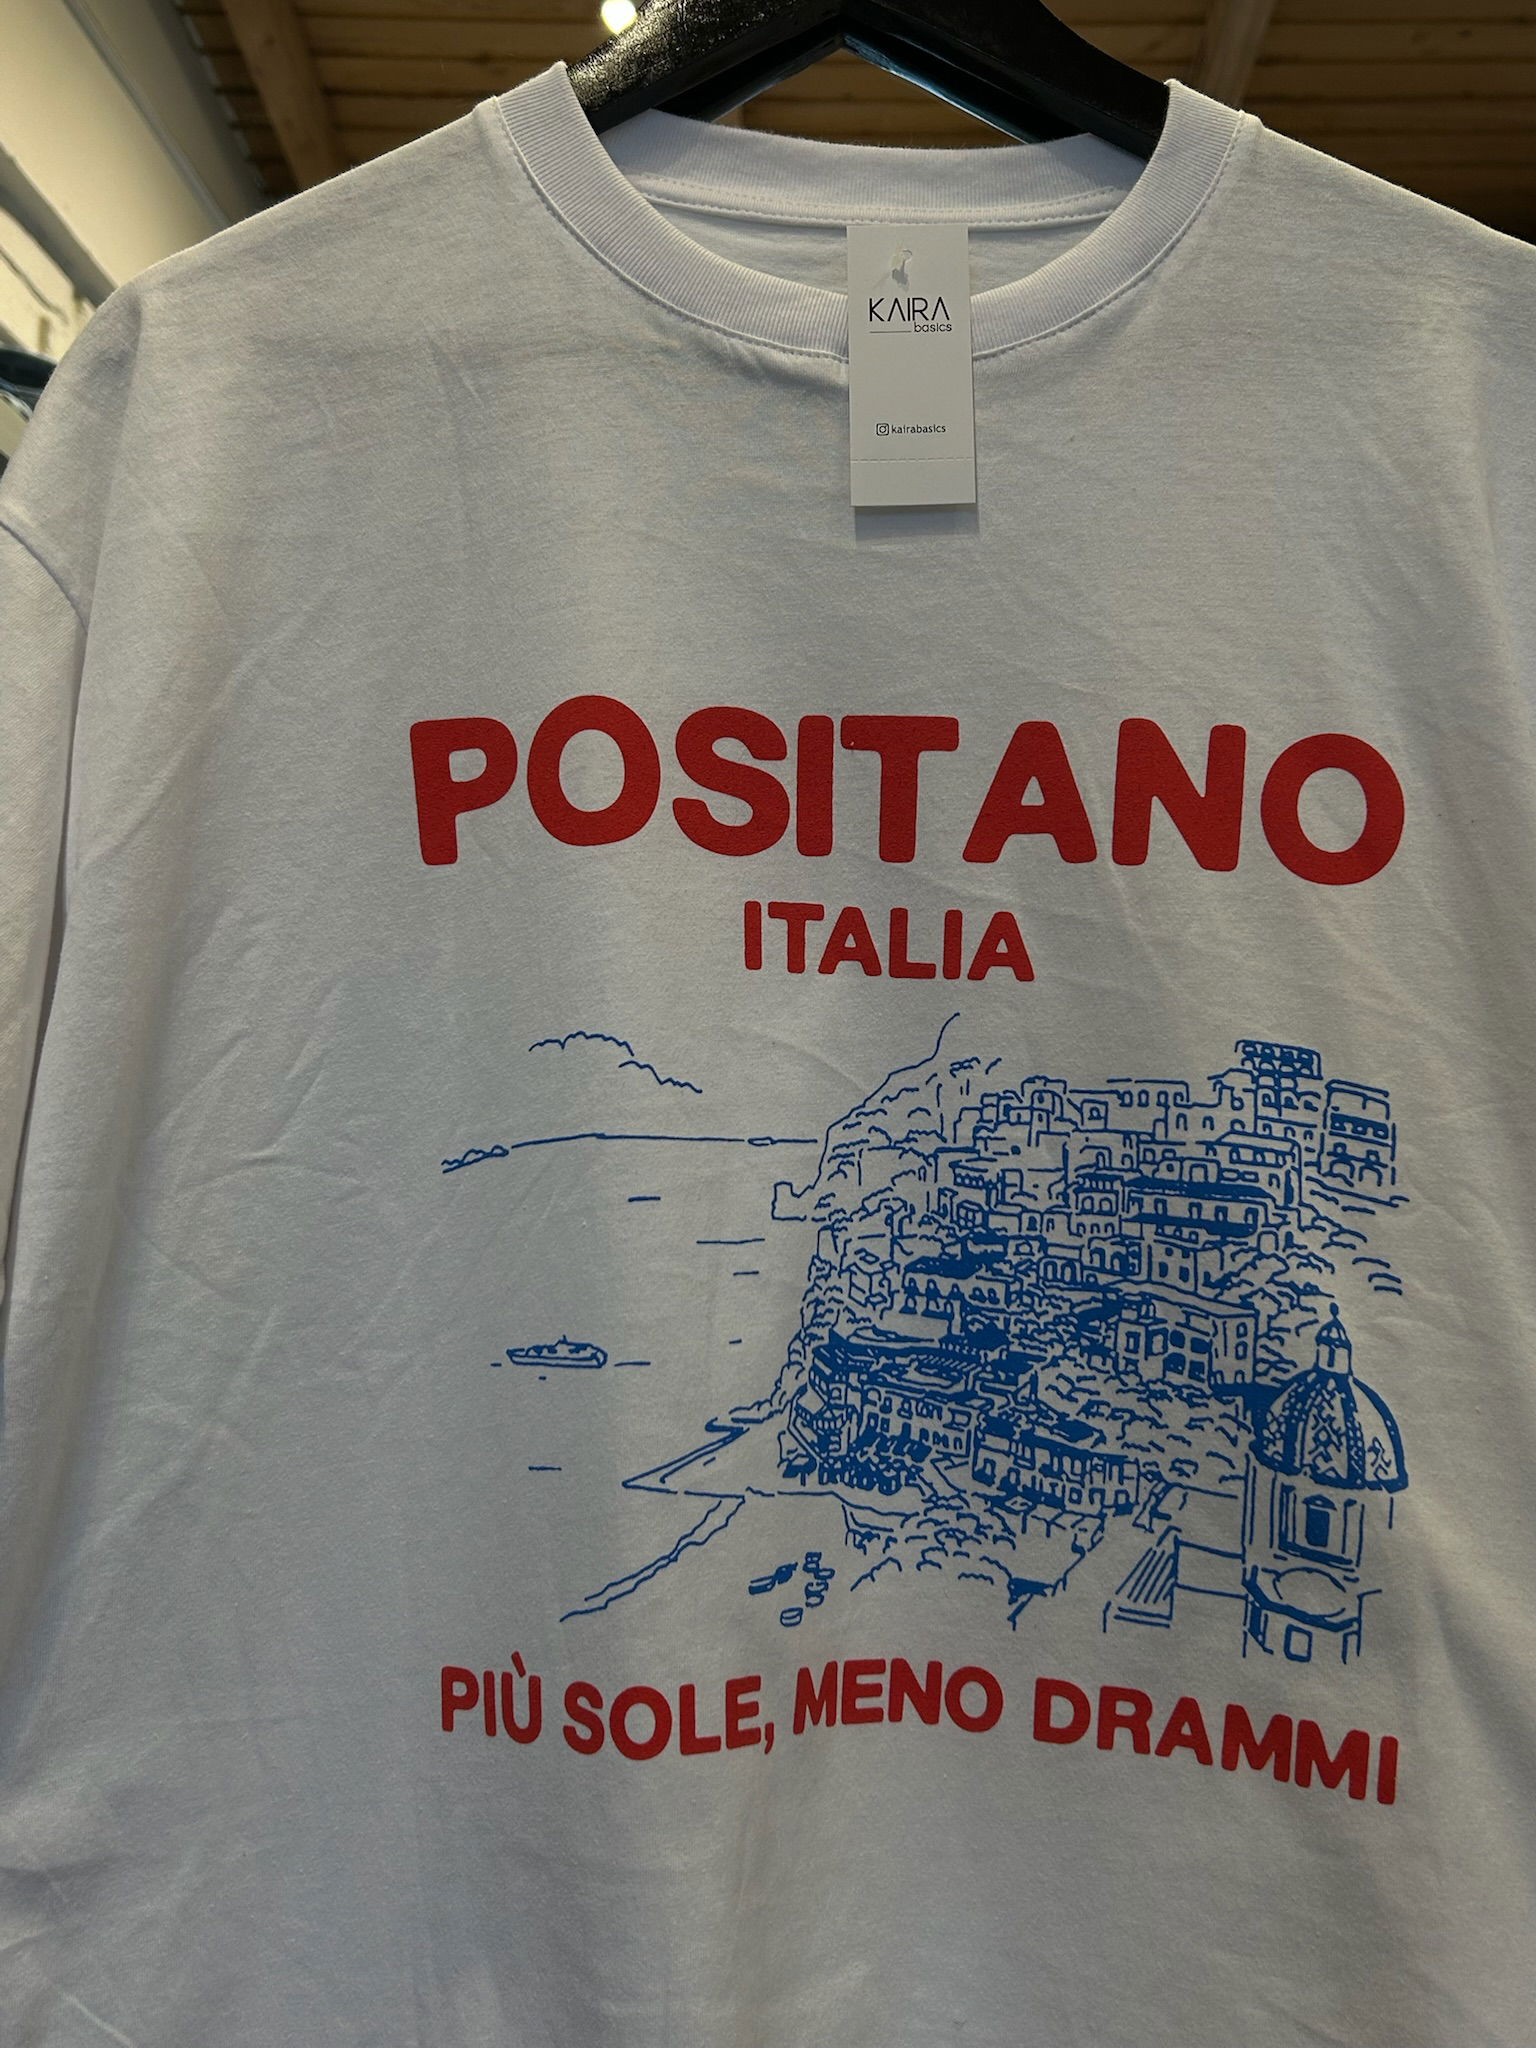 KAIRA
basics
kairabasics
POSITANO
ITALIA
PIÙ SOLE, MENO DRAMMI